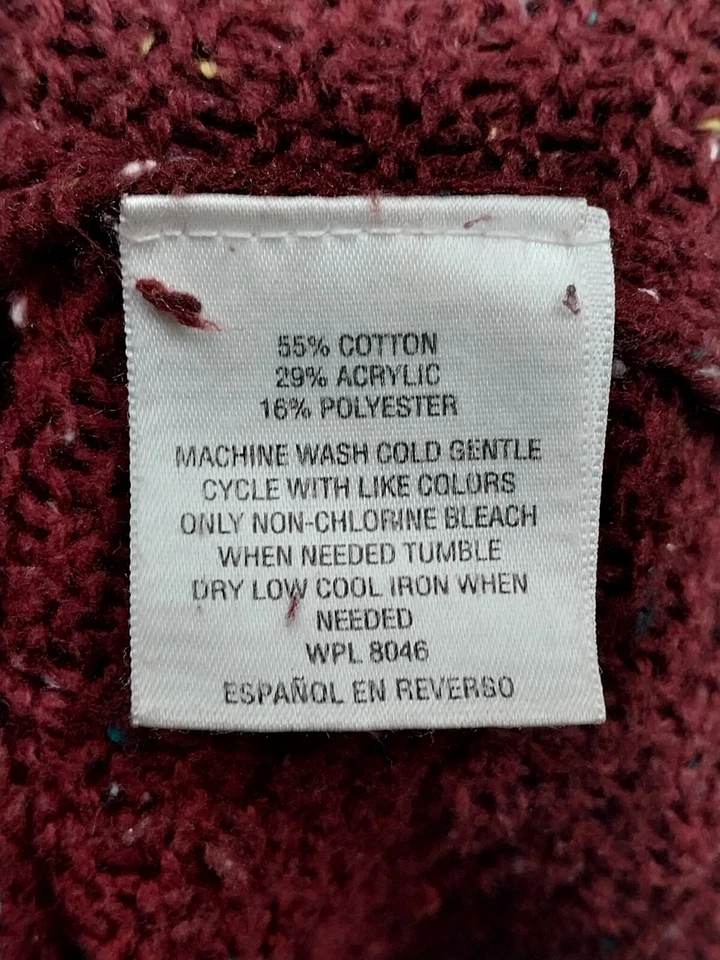 55% COTTON
29% ACRYLIC
16% POLYESTER
MACHINE WASH COLD GENTLE
CYCLE WITH LIKE COLORS
ONLY NON-CHLORINE BLEACH
WHEN NEEDED TUMBLE
DRY LOW COOL IRON WHEN
NEEDED
WPL 8046
ESPAÑOL EN REVERSO